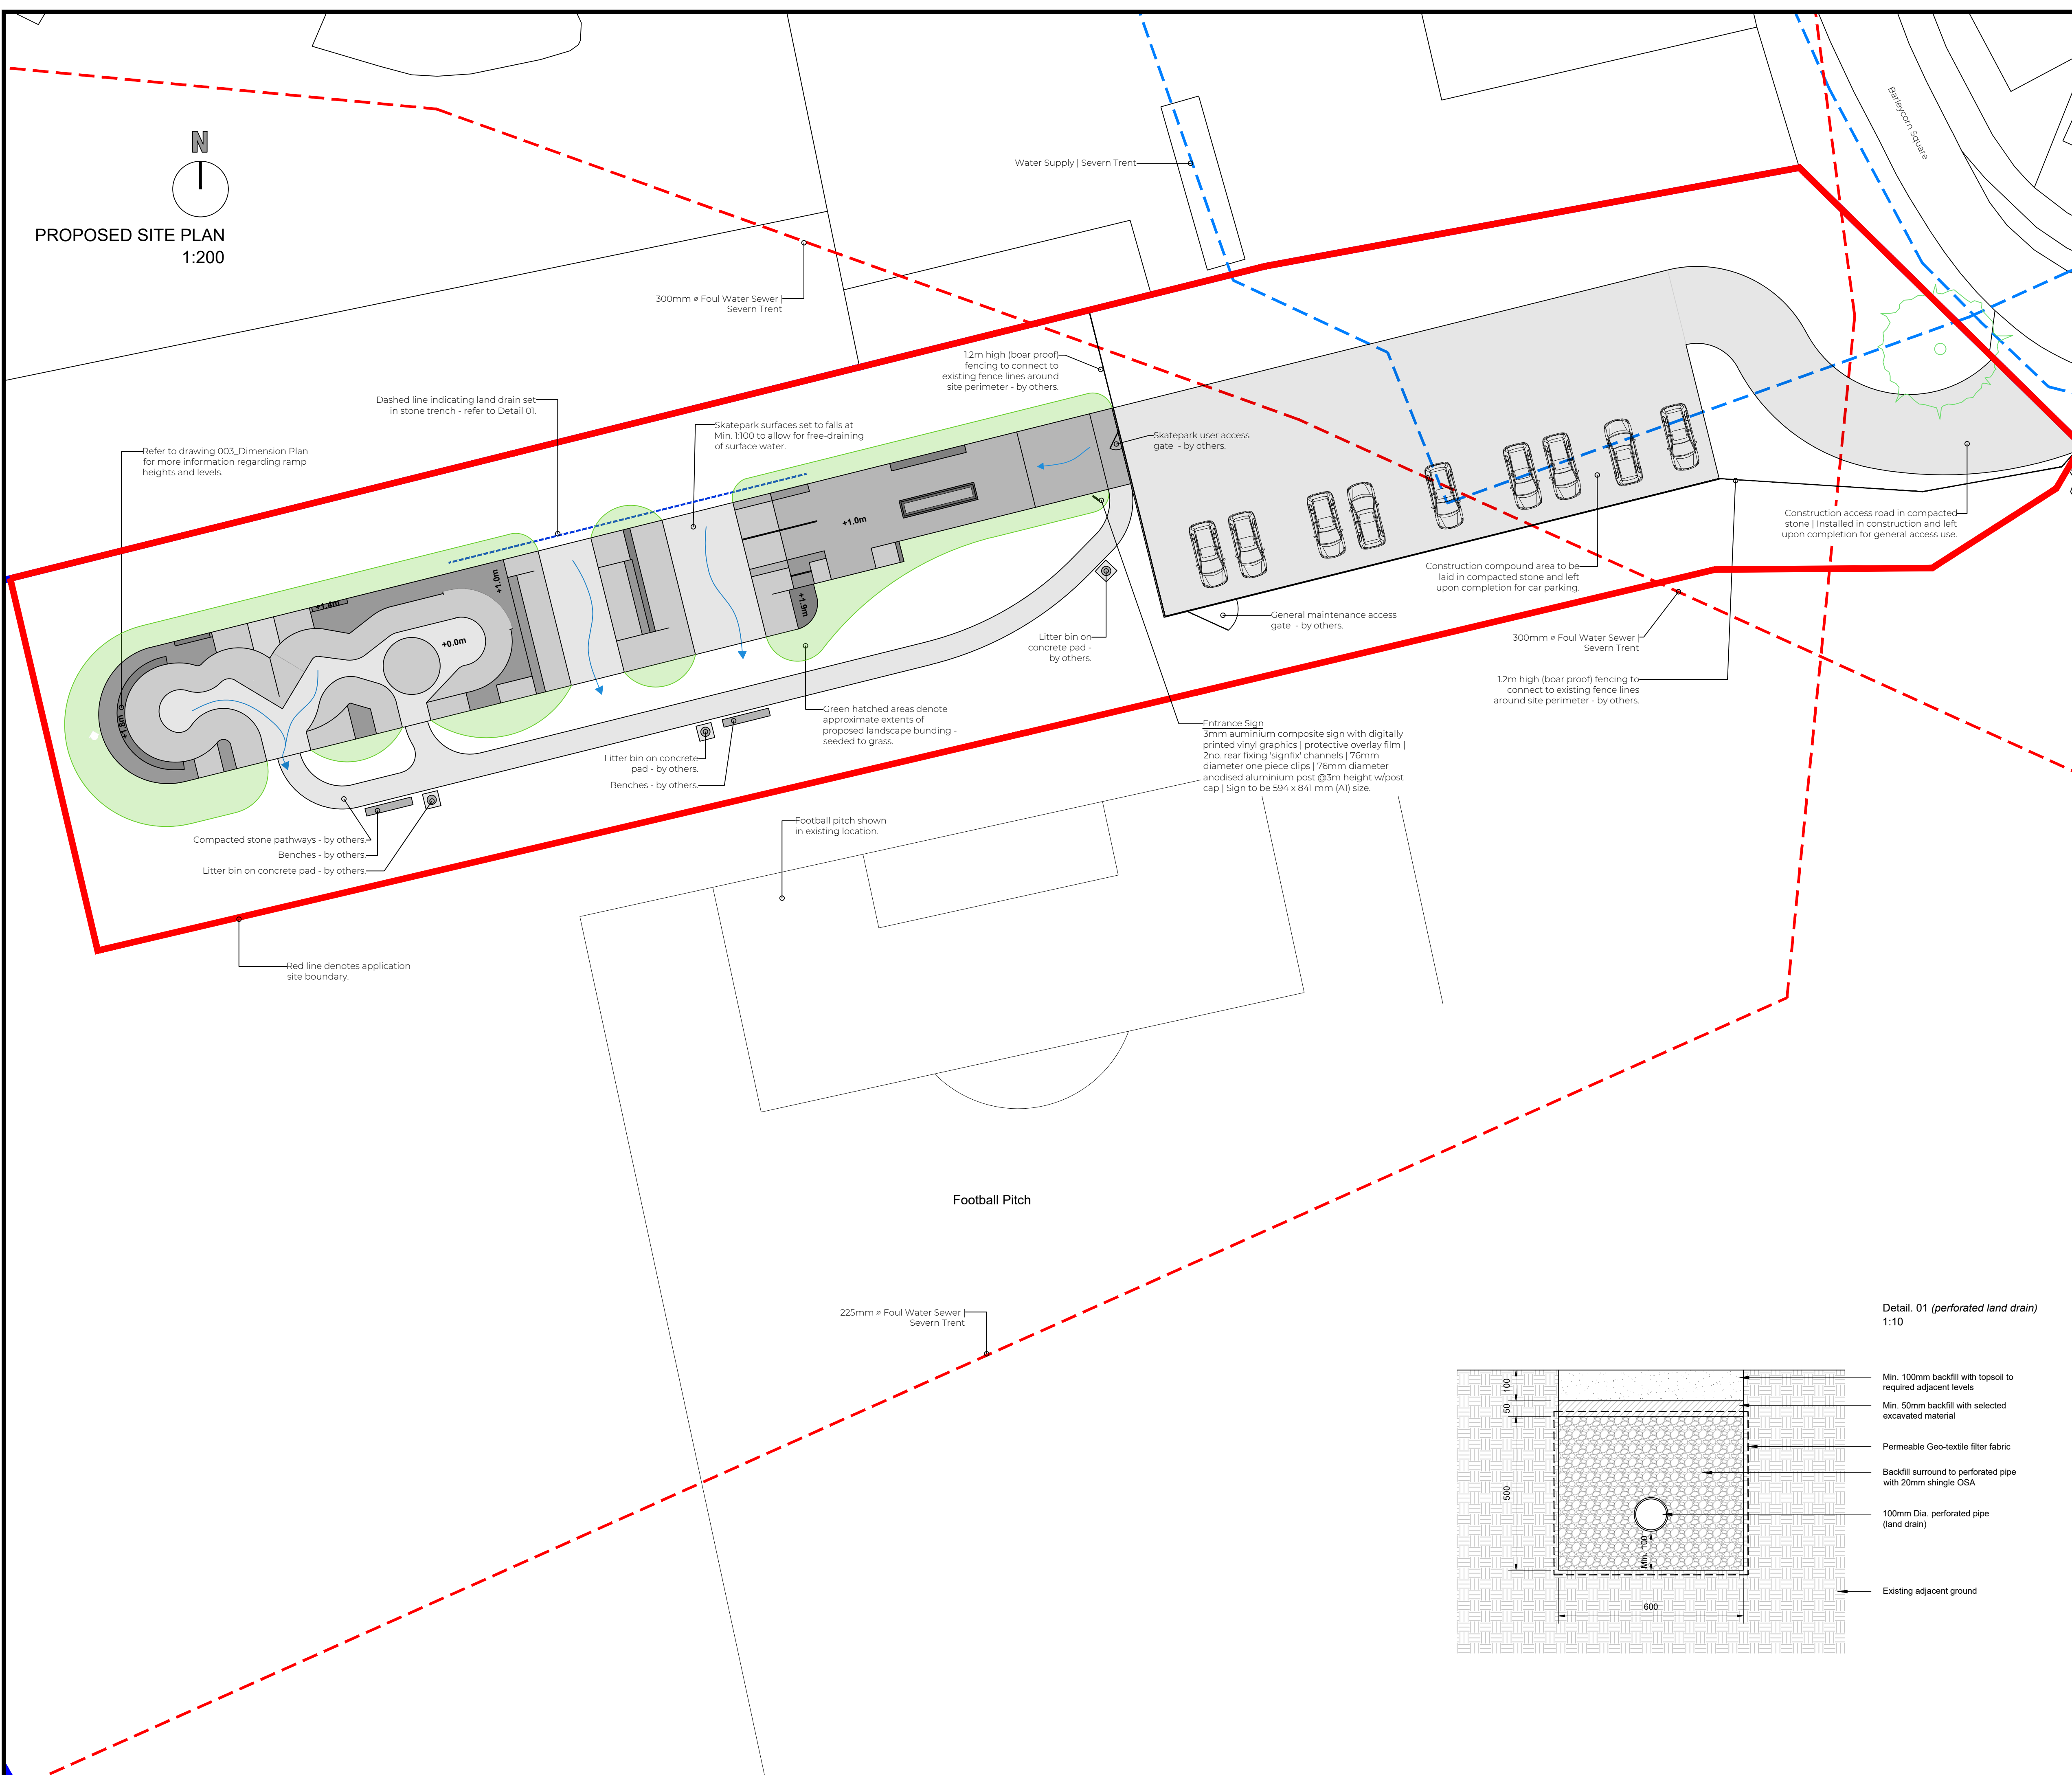 N
PROPOSED SITE PLAN
1:200
Barleycorn Square
Water Supply | Severn Trent
300mm ⌀ Foul Water Sewer |
Severn Trent
1.2m high (boar proof)
fencing to connect to
existing fence lines around
site perimeter - by others.
Dashed line indicating land drain set
in stone trench - refer to Detail 01.
Skatepark surfaces set to falls at
Min. 1:100 to allow for free-draining
of surface water.
Skatepark user access
gate - by others.
Refer to drawing 003_Dimension Plan
for more information regarding ramp
heights and levels.
+1.0m
+1.0m
+1.4m
+1.9m
+0.0m
+1.8m
Construction access road in compacted
stone | Installed in construction and left
upon completion for general access use.
Construction compound area to be
laid in compacted stone and left
upon completion for car parking.
General maintenance access
gate - by others.
Litter bin on
concrete pad -
by others.
300mm ⌀ Foul Water Sewer |
Severn Trent
1.2m high (boar proof) fencing to
connect to existing fence lines
around site perimeter - by others.
Green hatched areas denote
approximate extents of
proposed landscape bunding -
seeded to grass.
Entrance Sign
3mm auminium composite sign with digitally
printed vinyl graphics | protective overlay film |
2no. rear fixing 'signfix' channels | 76mm
diameter one piece clips | 76mm diameter
anodised aluminium post @3m height w/post
cap | Sign to be 594 x 841 mm (A1) size.
Litter bin on concrete
pad - by others.
Benches - by others.
Football pitch shown
in existing location.
Compacted stone pathways - by others.
Benches - by others.
Litter bin on concrete pad - by others.
Red line denotes application
site boundary.
Football Pitch
225mm ⌀ Foul Water Sewer |
Severn Trent
Detail. 01 (perforated land drain)
1:10
100
50
500
Min. 100
600
Min. 100mm backfill with topsoil to
required adjacent levels
Min. 50mm backfill with selected
excavated material
Permeable Geo-textile filter fabric
Backfill surround to perforated pipe
with 20mm shingle OSA
100mm Dia. perforated pipe
(land drain)
Existing adjacent ground